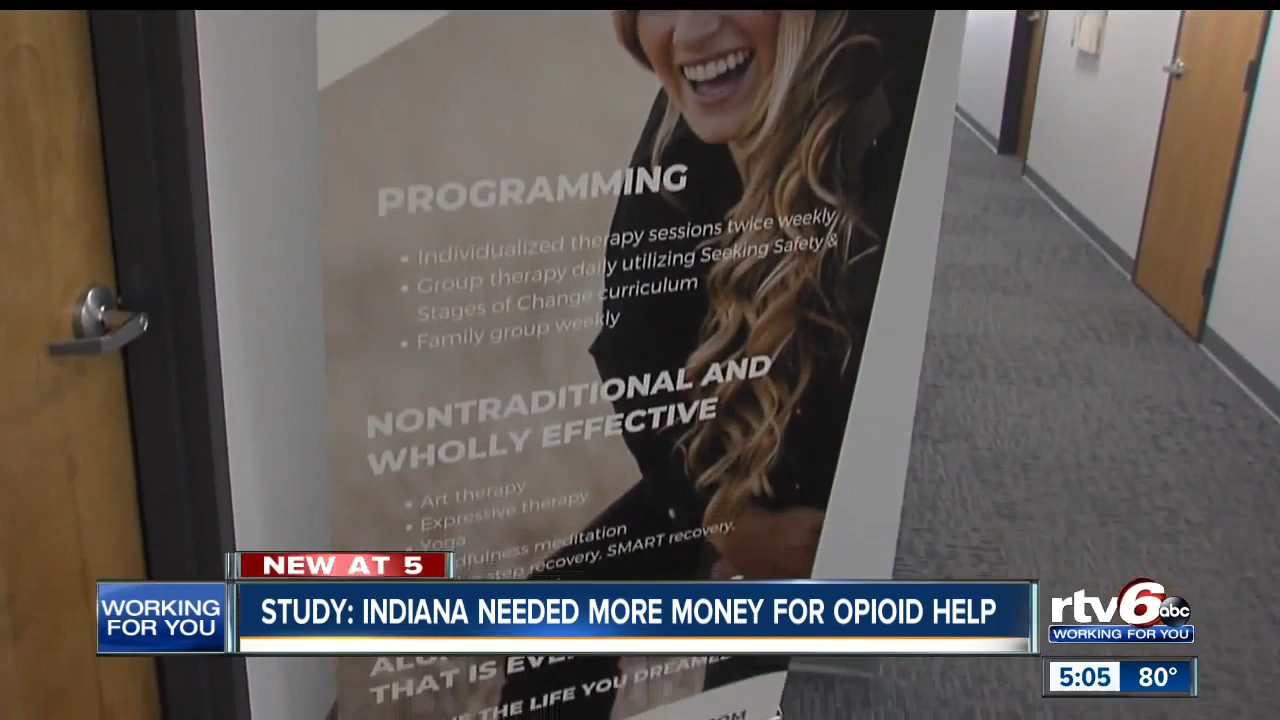 PROGRAMMING
• Individualized therapy sessions twice weekly
• Group therapy daily utilizing Seeking Safety &
Stages of Change curriculum
• Family group weekly
NONTRADITIONAL AND
WHOLLY EFFECTIVE
• Art therapy
• Expressive therapy
• Yoga
meditation
step recovery. SMART recovery.
NEW AT 5
WORKING
FOR YOU
STUDY: INDIANA NEEDED MORE MONEY FOR OPIOID HELP
rtv6 abc
WORKING FOR YOU
5:05 80°
THAT IS
THE LIFE YOU